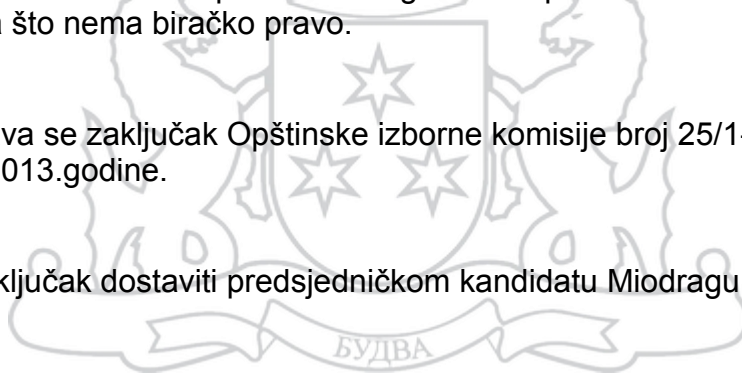 što nema biračko pravo.
va se zaključak Opštinske izborne komisije broj 25/1
013.godine.
ključak dostaviti predsjedničkom kandidatu Miodragu
БУДВА